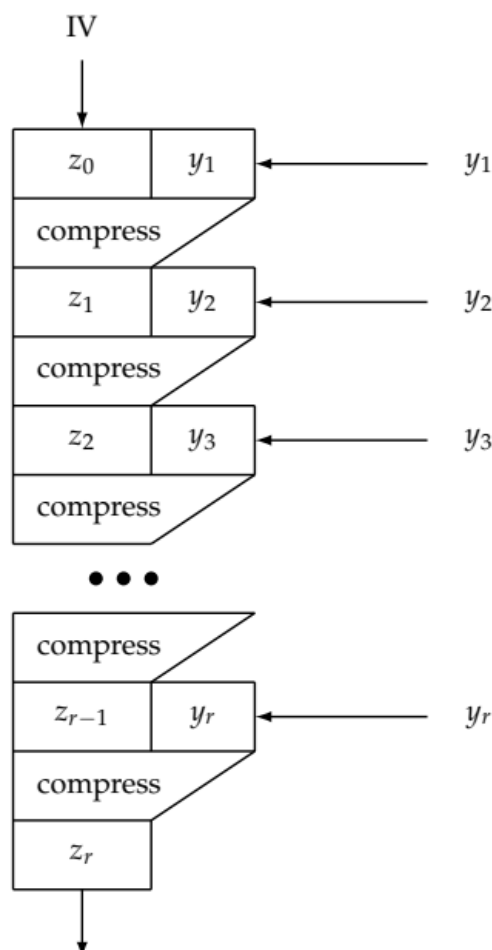 IV
z₀ y₁ y₁
compress
z₁ y₂ y₂
compress
z₂ y₃ y₃
compress
•••
compress
zᵣ₋₁ yᵣ yᵣ
compress
zᵣ